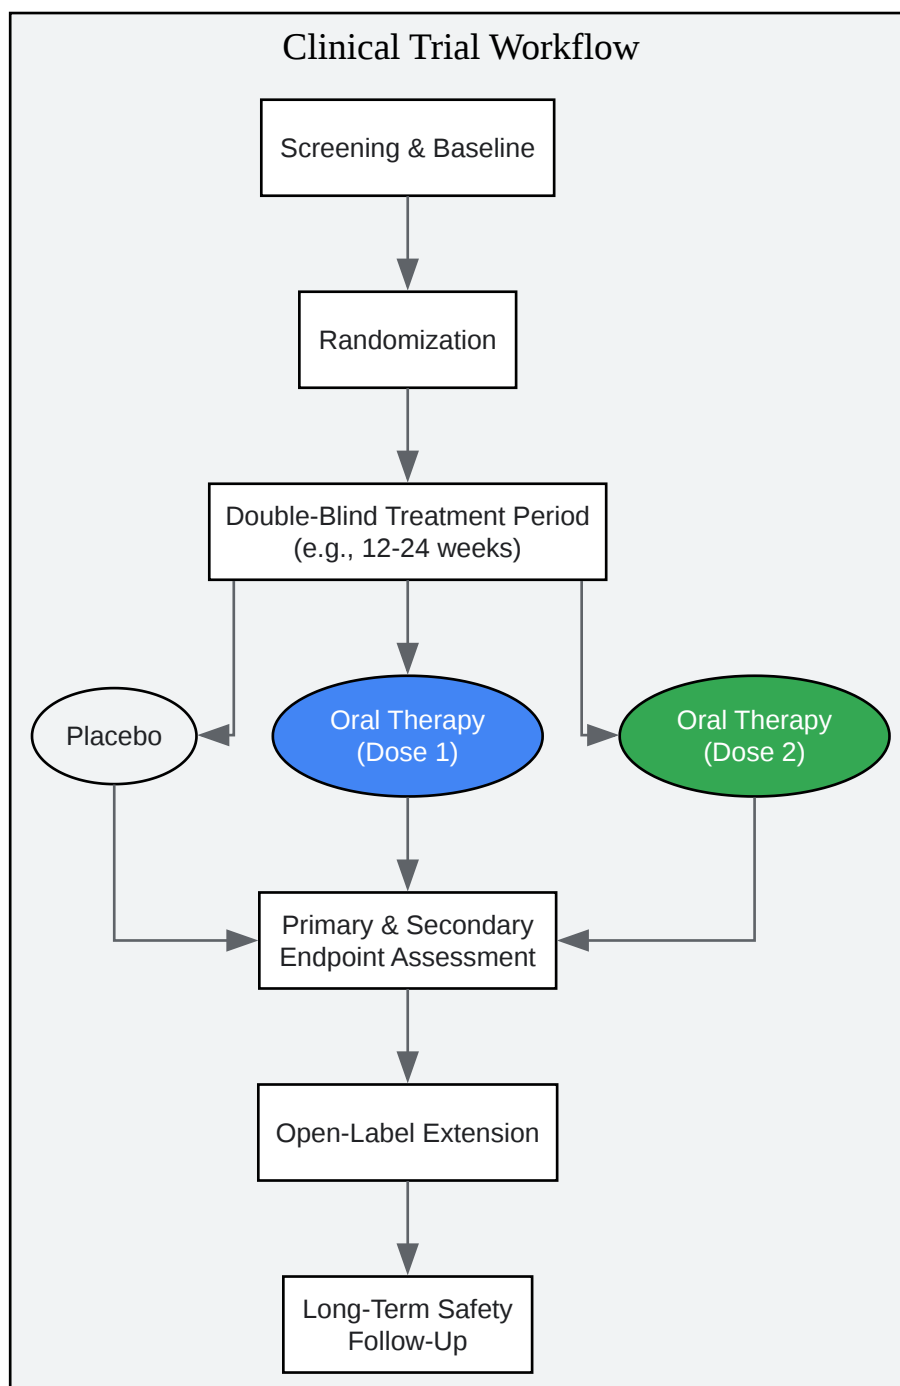 Clinical Trial Workflow
Screening & Baseline
Randomization
Double-Blind Treatment Period
(e.g., 12-24 weeks)
Placebo
Oral Therapy
(Dose 1)
Oral Therapy
(Dose 2)
Primary & Secondary
Endpoint Assessment
Open-Label Extension
Long-Term Safety
Follow-Up